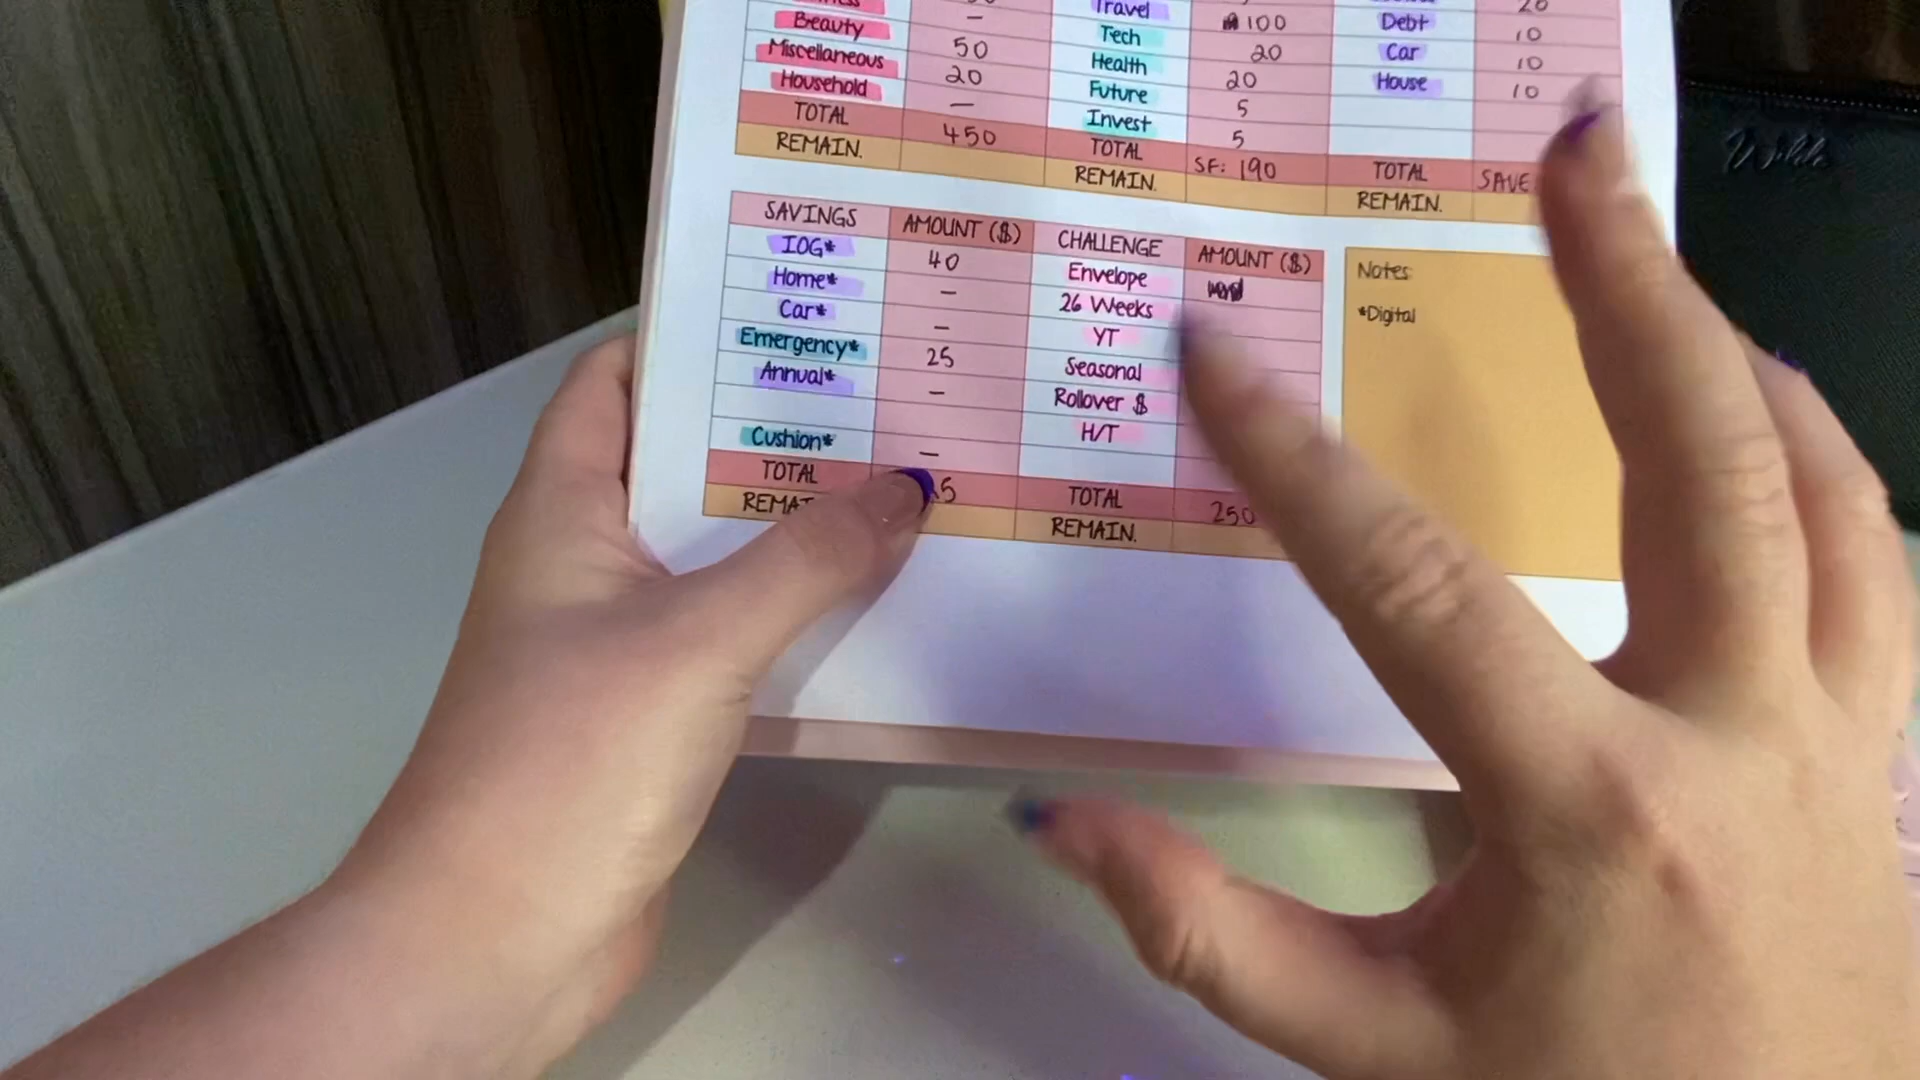 Beauty – Travel 100 Debt 20
Miscellaneous 50 Tech 20 Car 10
Household 20 Health 20 House 10
TOTAL – Future 5 10
REMAIN. 450 Invest 5
TOTAL SF: 190 TOTAL SAVE
REMAIN. REMAIN.
SAVINGS AMOUNT ($) CHALLENGE AMOUNT ($)
IOG* 40 Envelope
Home* – 26 Weeks
Car* – YT
Emergency* 25 Seasonal
Annual* – Rollover $
H/T
Cushion* –
TOTAL TOTAL 250
REMAIN.
Notes
*Digital